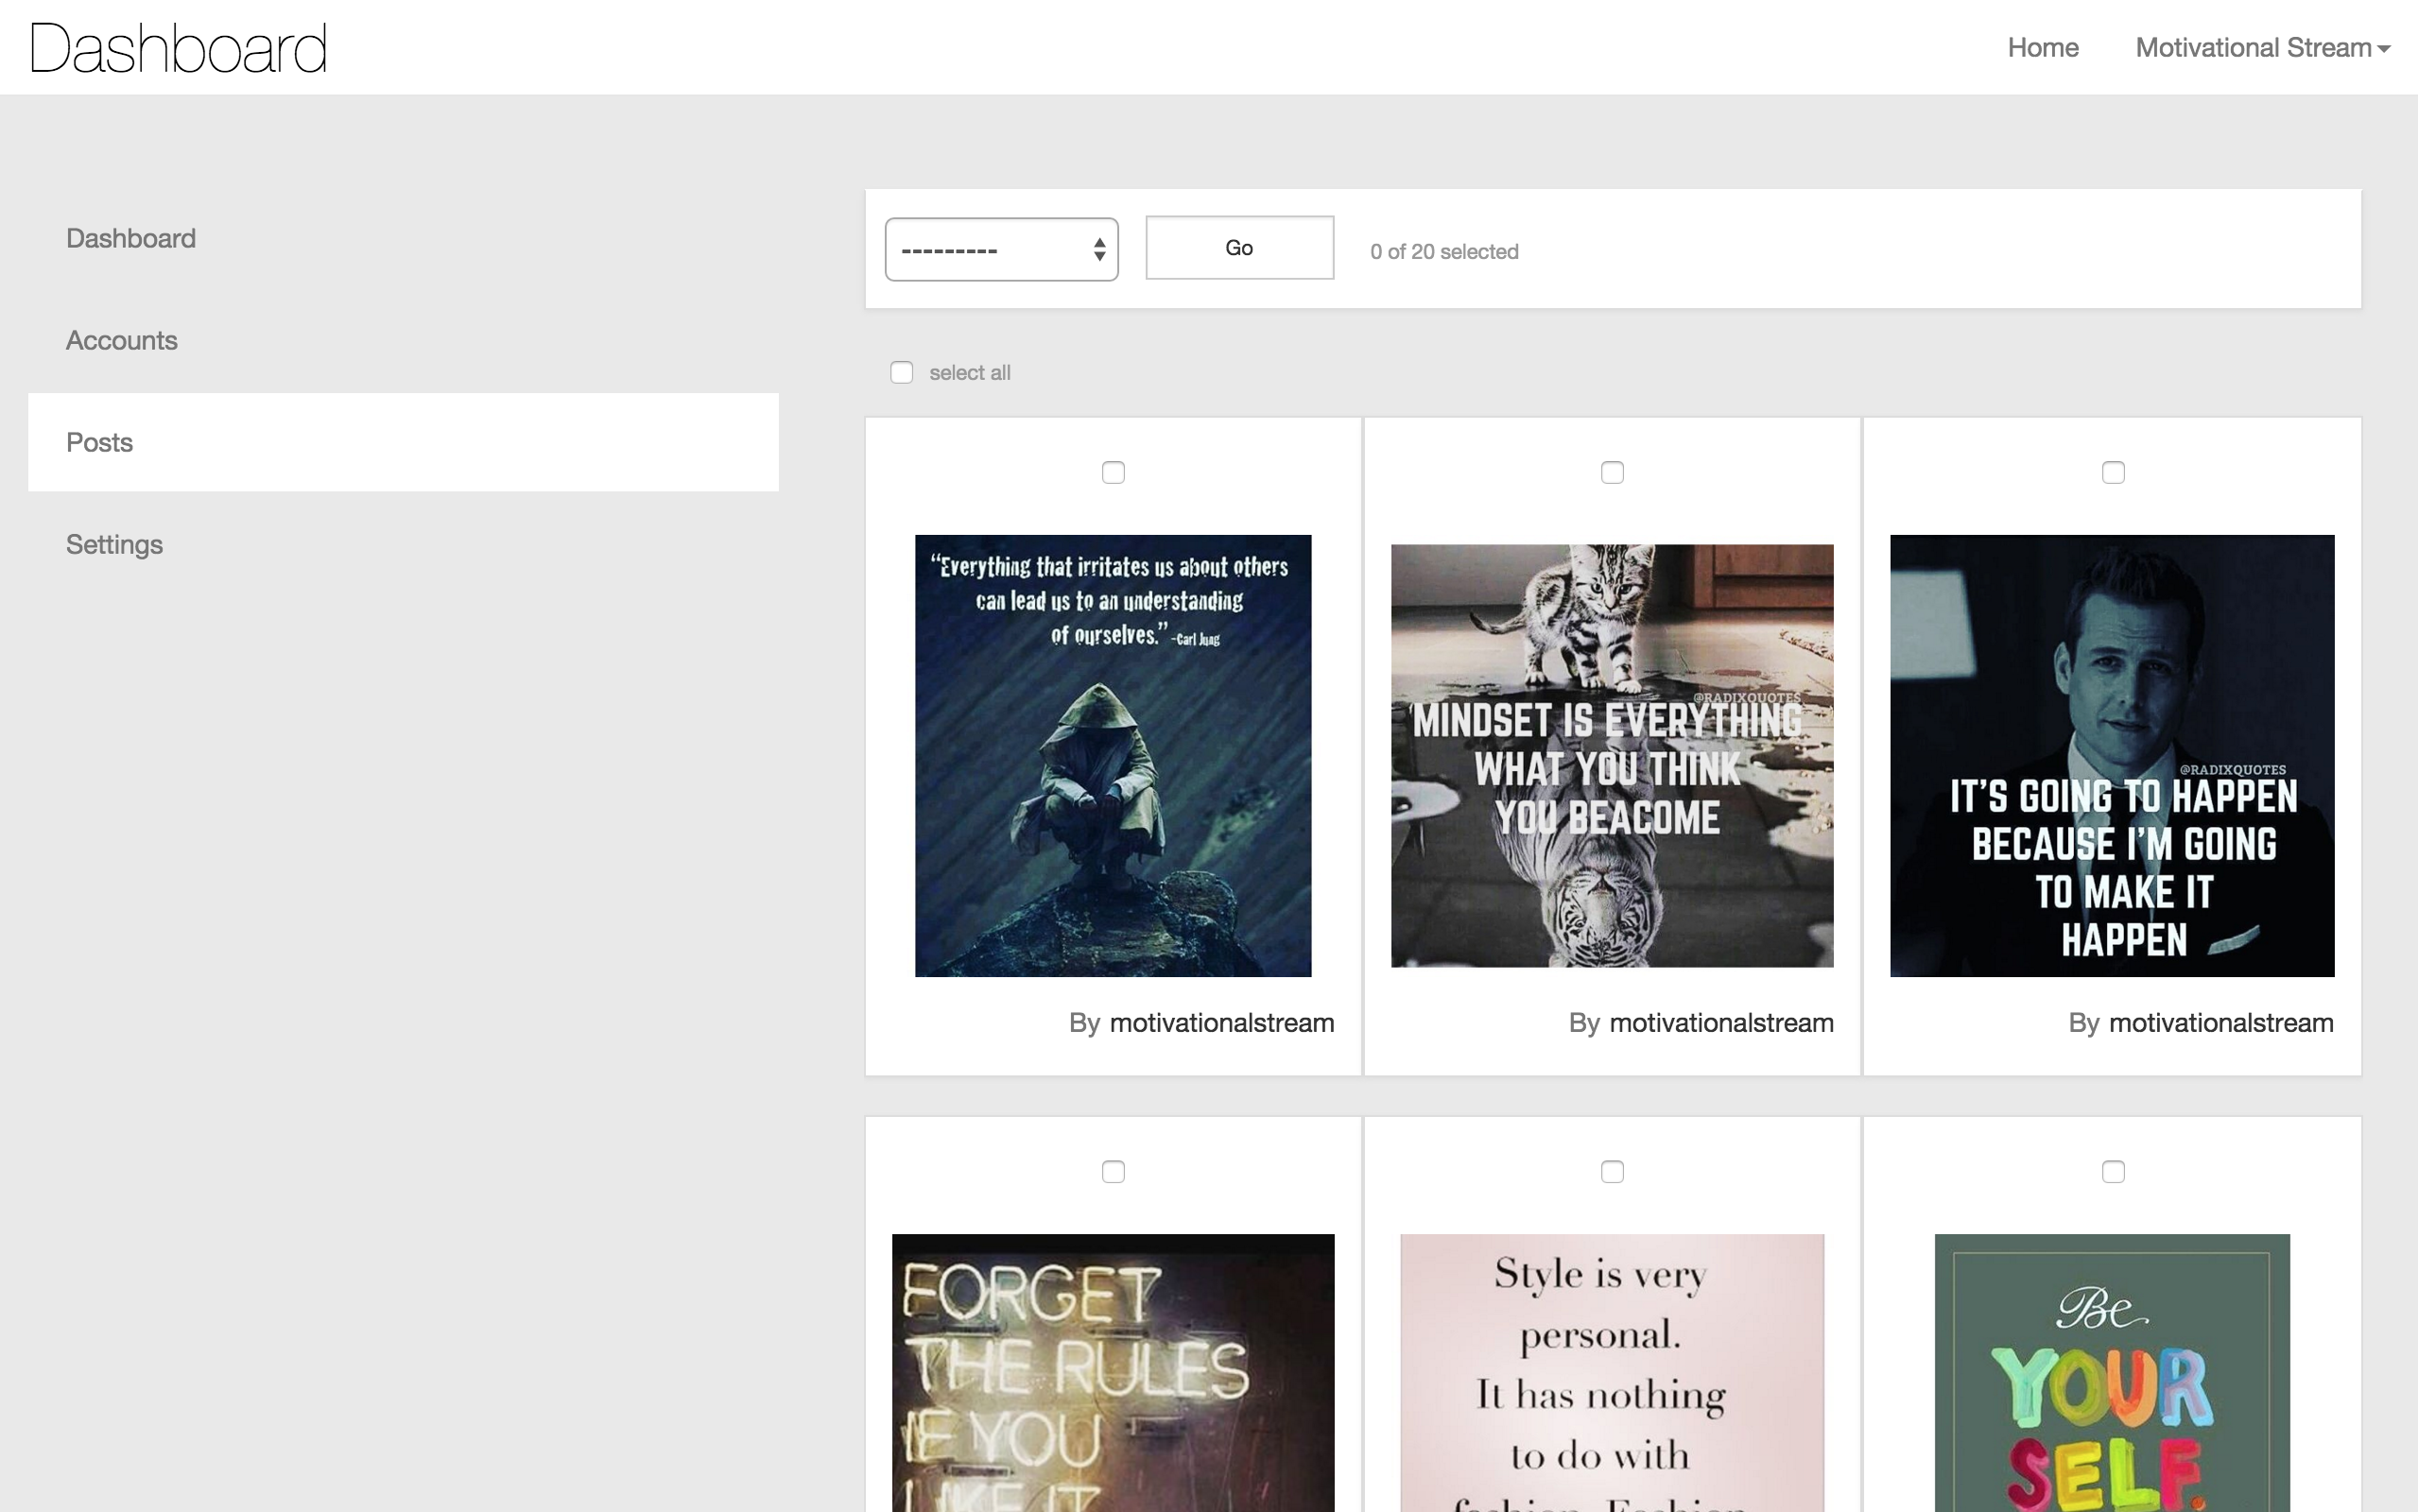 Dashboard
Home
Motivational Stream
Dashboard
Accounts
Posts
Settings
---------
Go
0 of 20 selected
select all
“Everything that irritates us about others
can lead us to an understanding
of ourselves.” -Carl Jung
@RADIXQUOTES
MINDSET IS EVERYTHING
WHAT YOU THINK
YOU BEACOME
@RADIXQUOTES
IT'S GOING TO HAPPEN
BECAUSE I'M GOING
TO MAKE IT
HAPPEN
By motivationalstream
By motivationalstream
By motivationalstream
FORGET
THE RULES
IF YOU
LIKE IT
Style is very
personal.
It has nothing
to do with
fashion. Fashion
Be
YOUR
SELF.